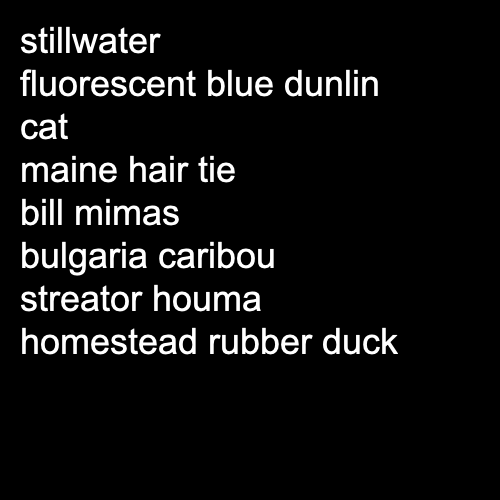 stillwater
fluorescent blue dunlin
cat
maine hair tie
bill mimas
bulgaria caribou
streator houma
homestead rubber duck